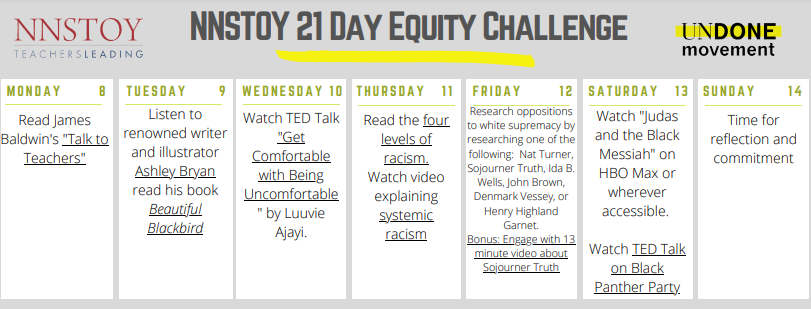 NNSTOY
TEACHERSLEADING
NNSTOY 21 DAY EQUITY CHALLENGE
UNDONE
movement
MONDAY 8
Read James
Baldwin's "Talk to
Teachers"
TUESDAY 9
Listen to
renowned writer
and illustrator
Ashley Bryan
read his book
Beautiful
Blackbird
WEDNESDAY 10
Watch TED Talk
"Get
Comfortable
with Being
Uncomfortable
" by Luuvie
Ajayi.
THURSDAY 11
Read the four
levels of
racism.
Watch video
explaining
systemic
racism
FRIDAY 12
Research oppositions
to white supremacy by
researching one of the
following: Nat Turner,
Sojourner Truth, Ida B.
Wells, John Brown,
Denmark Vessey, or
Henry Highland
Garnet.
Bonus: Engage with 13
minute video about
Sojourner Truth
SATURDAY 13
Watch "Judas
and the Black
Messiah" on
HBO Max or
wherever
accessible.
Watch TED Talk
on Black
Panther Party
SUNDAY 14
Time for
reflection and
commitment